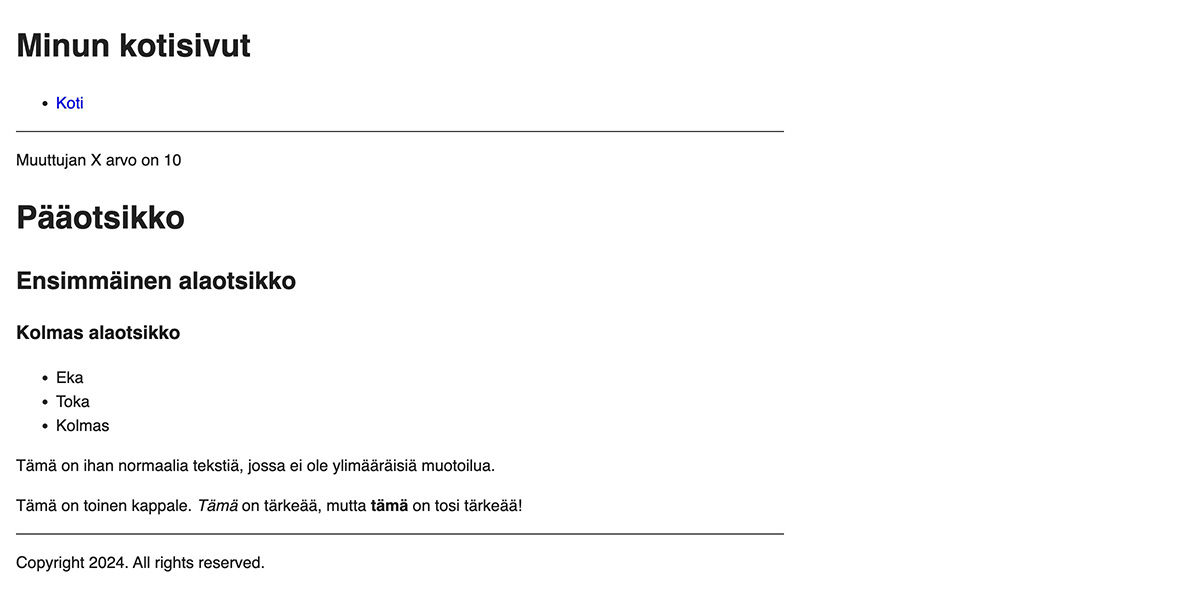 Minun kotisivut
Koti
Muuttujan X arvo on 10
Pääotsikko
Ensimmäinen alaotsikko
Kolmas alaotsikko
Eka
Toka
Kolmas
Tämä on ihan normaalia tekstiä, jossa ei ole ylimääräisiä muotoilua.
Tämä on toinen kappale. Tämä on tärkeää, mutta tämä on tosi tärkeää!
Copyright 2024. All rights reserved.